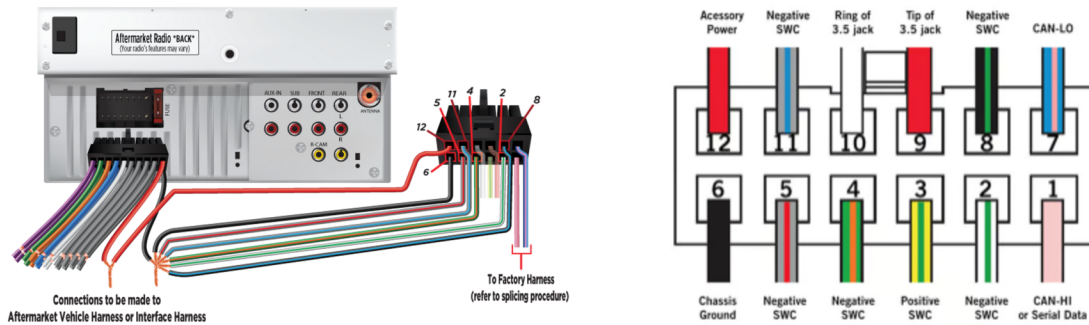 Aftermarket Radio *BACK*
(Your radio's features may vary)
FUSE
AUX-IN SUB FRONT REAR
L
R
R-CAM
ANTENNA
5 11 4 2 8
12
6
Connections to be made to
Aftermarket Vehicle Harness or Interface Harness
To Factory Harness
(refer to splicing procedure)
Acessory
Power
Negative
SWC
Ring of
3.5 jack
Tip of
3.5 jack
Negative
SWC
CAN-LO
12 11 10 9 8 7
6 5 4 3 2 1
Chassis
Ground
Negative
SWC
Negative
SWC
Positive
SWC
Negative
SWC
CAN-HI
or Serial Data